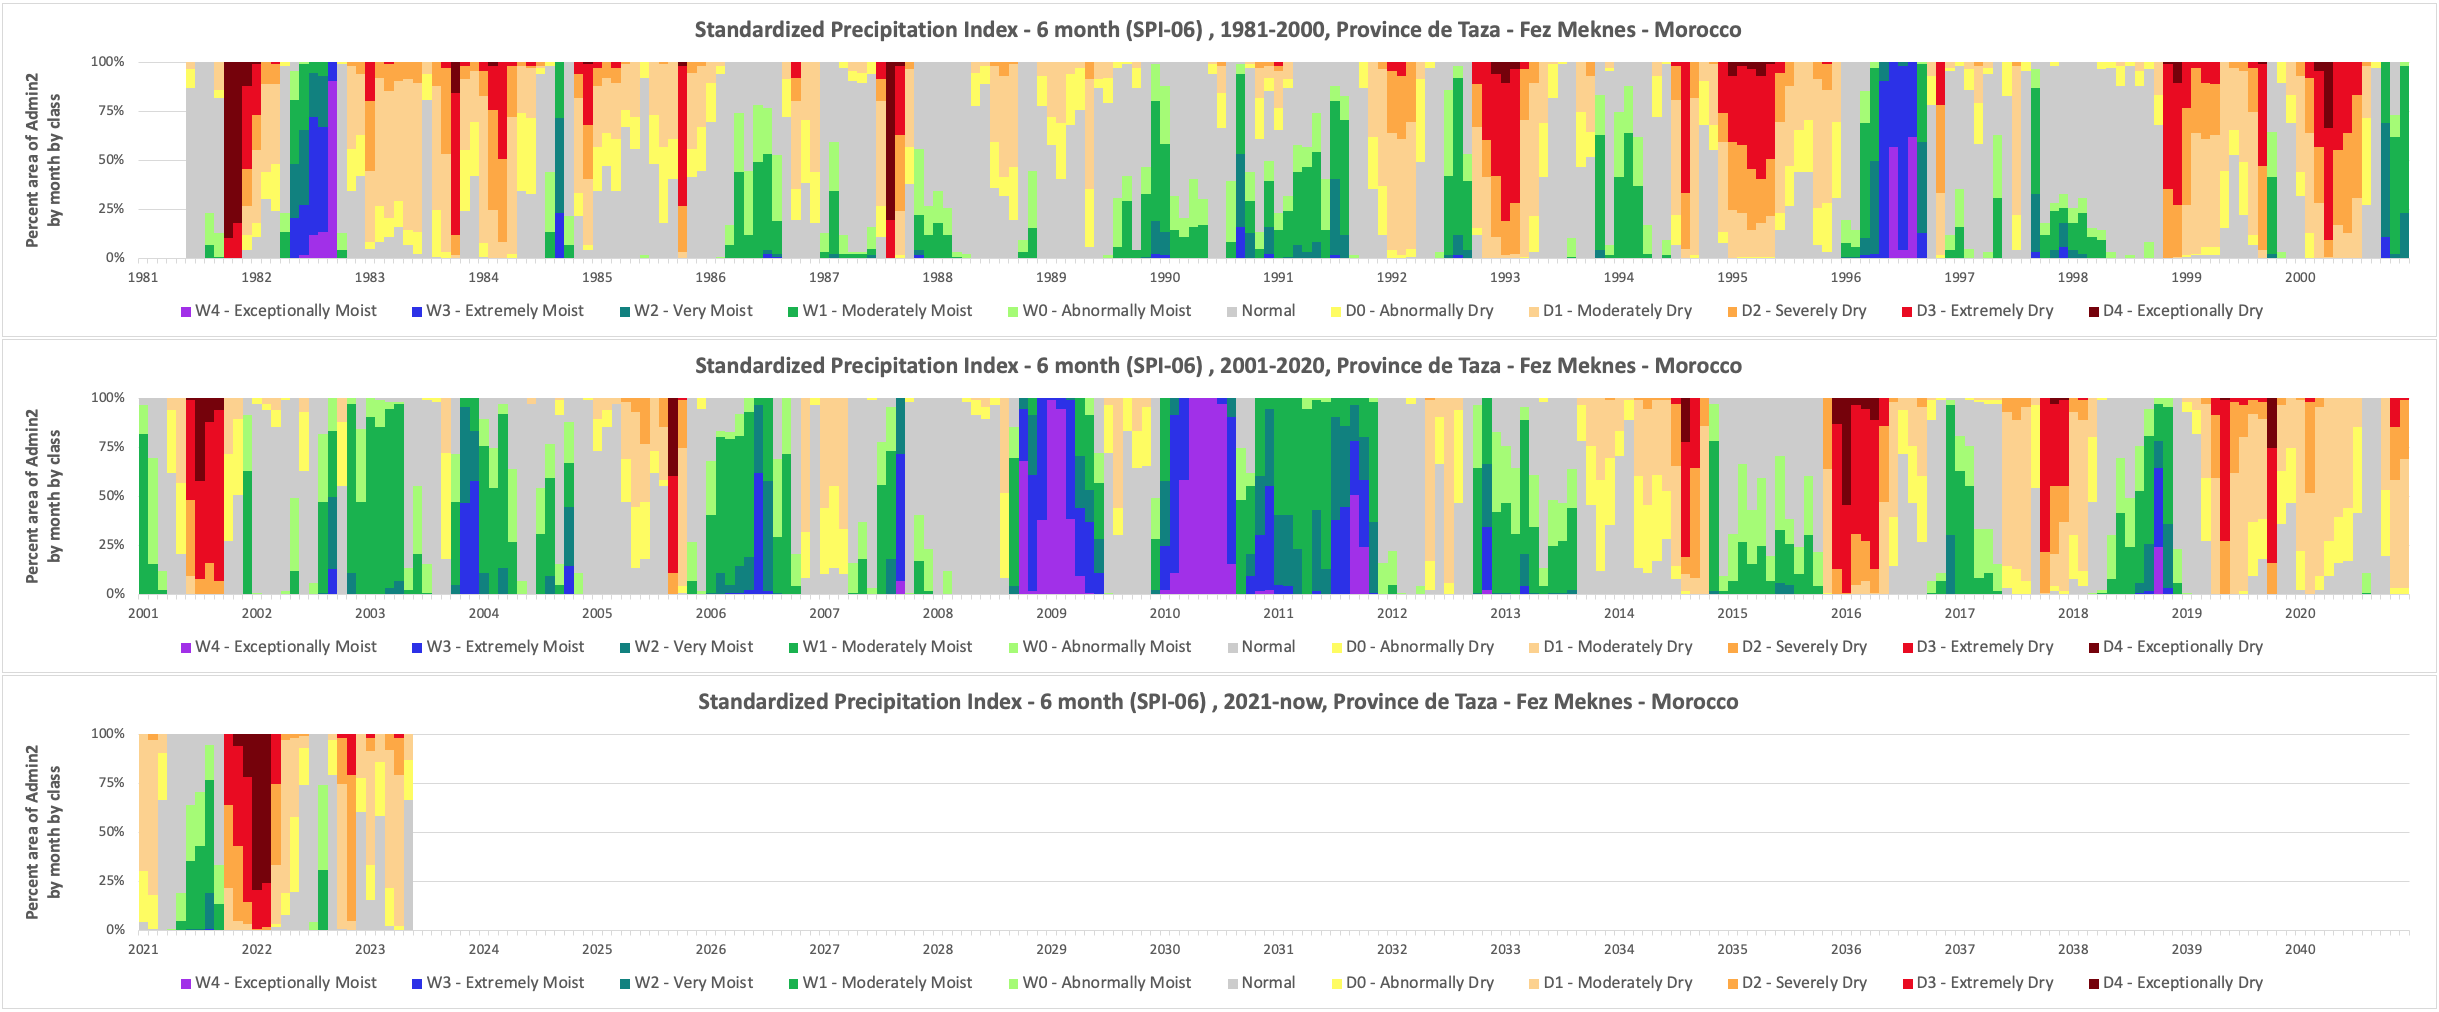 Standardized Precipitation Index - 6 month (SPI-06) , 1981-2000, Province de Taza - Fez Meknes - Morocco
Percent area of Admin2
by month by class
100%
75%
50%
25%
0%
1981 1982 1983 1984 1985 1986 1987 1988 1989 1990 1991 1992 1993 1994 1995 1996 1997 1998 1999 2000
W4 - Exceptionally Moist W3 - Extremely Moist W2 - Very Moist W1 - Moderately Moist W0 - Abnormally Moist Normal D0 - Abnormally Dry D1 - Moderately Dry D2 - Severely Dry D3 - Extremely Dry D4 - Exceptionally Dry
Standardized Precipitation Index - 6 month (SPI-06) , 2001-2020, Province de Taza - Fez Meknes - Morocco
Percent area of Admin2
by month by class
100%
75%
50%
25%
0%
2001 2002 2003 2004 2005 2006 2007 2008 2009 2010 2011 2012 2013 2014 2015 2016 2017 2018 2019 2020
W4 - Exceptionally Moist W3 - Extremely Moist W2 - Very Moist W1 - Moderately Moist W0 - Abnormally Moist Normal D0 - Abnormally Dry D1 - Moderately Dry D2 - Severely Dry D3 - Extremely Dry D4 - Exceptionally Dry
Standardized Precipitation Index - 6 month (SPI-06) , 2021-now, Province de Taza - Fez Meknes - Morocco
Percent area of Admin2
by month by class
100%
75%
50%
25%
0%
2021 2022 2023 2024 2025 2026 2027 2028 2029 2030 2031 2032 2033 2034 2035 2036 2037 2038 2039 2040
W4 - Exceptionally Moist W3 - Extremely Moist W2 - Very Moist W1 - Moderately Moist W0 - Abnormally Moist Normal D0 - Abnormally Dry D1 - Moderately Dry D2 - Severely Dry D3 - Extremely Dry D4 - Exceptionally Dry